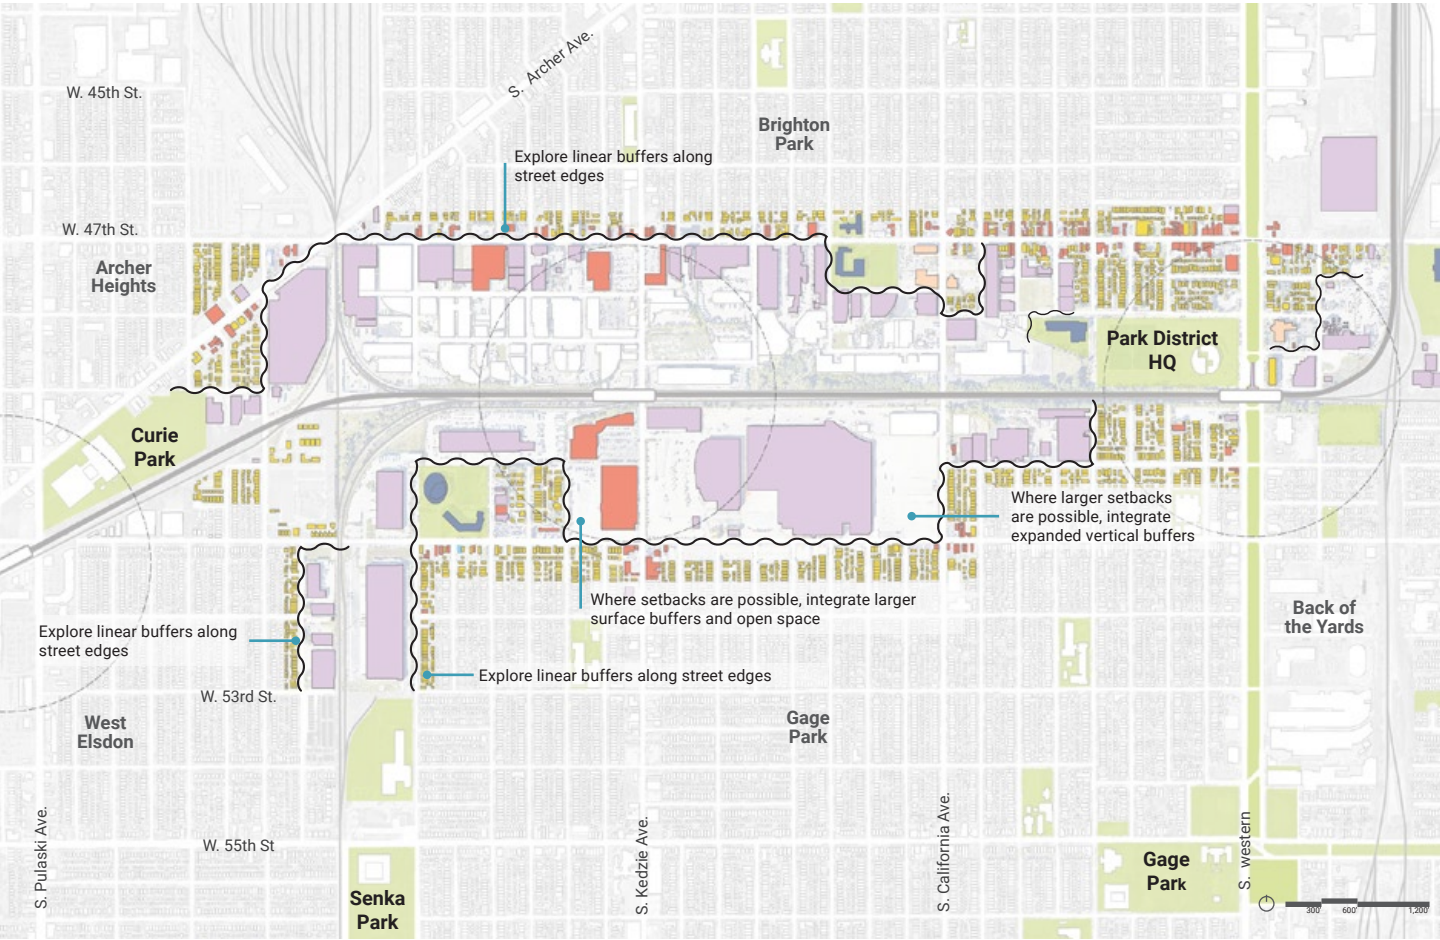 S. Archer Ave.
W. 45th St.
Brighton
Park
Explore linear buffers along
street edges
W. 47th St.
Archer
Heights
Park District
HQ
Curie
Park
Where larger setbacks
are possible, integrate
expanded vertical buffers
Where setbacks are possible, integrate larger
surface buffers and open space
Back of
the Yards
Explore linear buffers along
street edges
Explore linear buffers along street edges
W. 53rd St.
West
Elsdon
Gage
Park
S. Pulaski Ave.
S. Kedzie Ave.
S. California Ave.
S. western
W. 55th St
Gage
Park
Senka
Park
300'
600'
1,200'